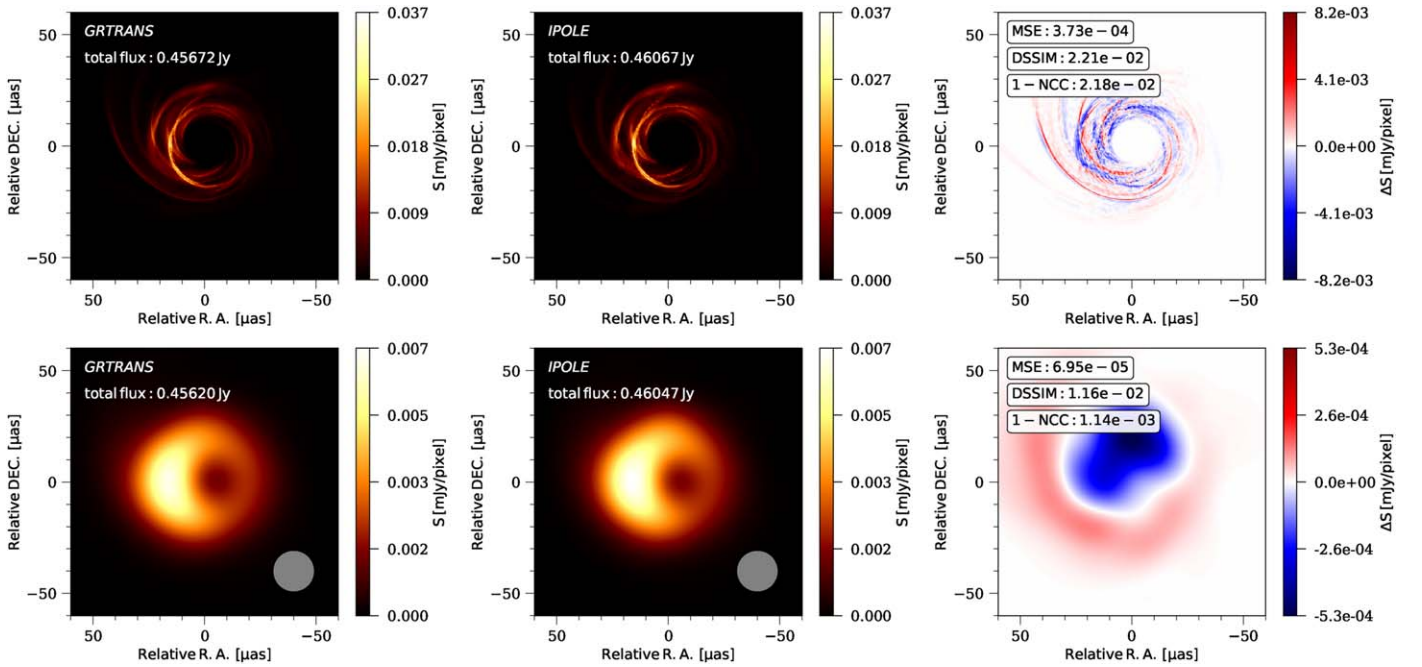 GRTRANS
total flux : 0.45672 Jy
50
0
−50
Relative DEC. [µas]
50
0
−50
Relative R. A. [µas]
0.037
0.027
0.018
0.009
0.000
S [mJy/pixel]
IPOLE
total flux : 0.46067 Jy
50
0
−50
Relative DEC. [µas]
50
0
−50
Relative R. A. [µas]
0.037
0.027
0.018
0.009
0.000
S [mJy/pixel]
MSE : 3.73e − 04
DSSIM : 2.21e − 02
1 − NCC : 2.18e − 02
50
0
−50
Relative DEC. [µas]
50
0
−50
Relative R. A. [µas]
8.2e-03
4.1e-03
0.0e+00
-4.1e-03
-8.2e-03
ΔS [mJy/pixel]
GRTRANS
total flux : 0.45620 Jy
50
0
−50
Relative DEC. [µas]
50
0
−50
Relative R. A. [µas]
0.007
0.005
0.003
0.002
0.000
S [mJy/pixel]
IPOLE
total flux : 0.46047 Jy
50
0
−50
Relative DEC. [µas]
50
0
−50
Relative R. A. [µas]
0.007
0.005
0.003
0.002
0.000
S [mJy/pixel]
MSE : 6.95e − 05
DSSIM : 1.16e − 02
1 − NCC : 1.14e − 03
50
0
−50
Relative DEC. [µas]
50
0
−50
Relative R. A. [µas]
5.3e-04
2.6e-04
0.0e+00
-2.6e-04
-5.3e-04
ΔS [mJy/pixel]